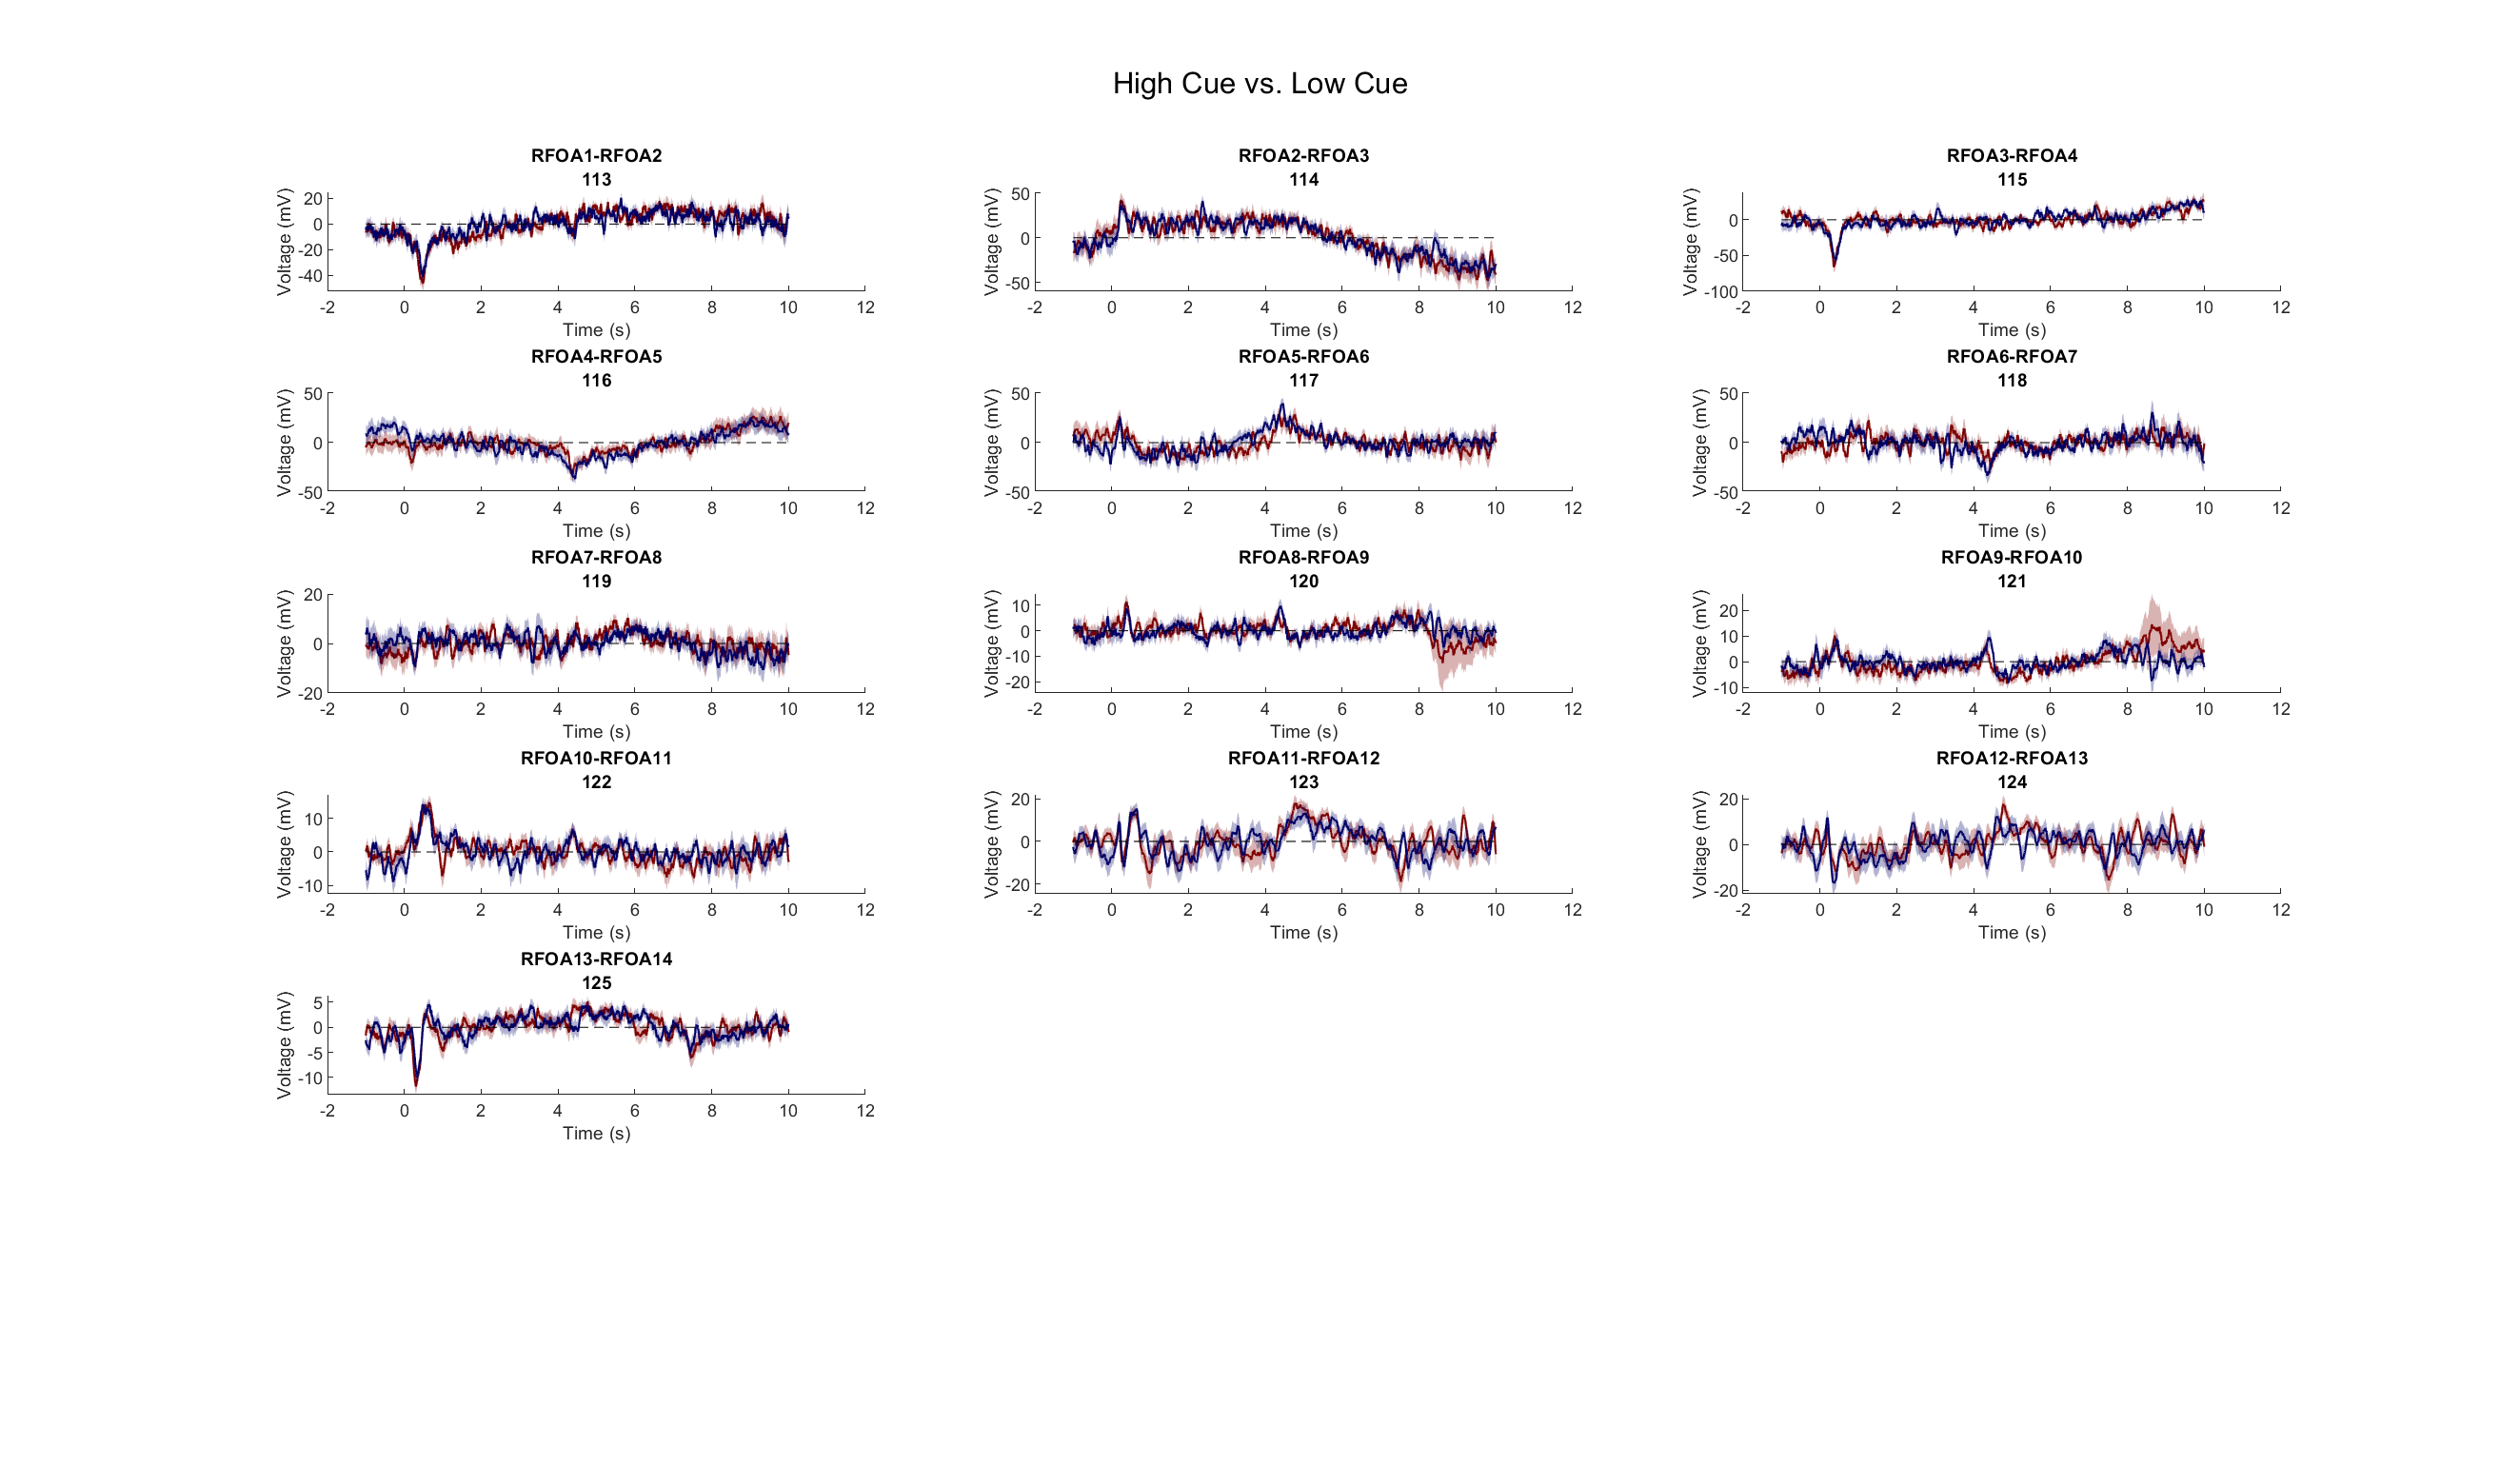 High Cue vs. Low Cue
RFOA1-RFOA2
113
Voltage (mV)
20
0
-20
-40
-2 0 2 4 6 8 10 12
Time (s)
RFOA2-RFOA3
114
Voltage (mV)
50
0
-50
-2 0 2 4 6 8 10 12
Time (s)
RFOA3-RFOA4
115
Voltage (mV)
0
-50
-100
-2 0 2 4 6 8 10 12
Time (s)
RFOA4-RFOA5
116
Voltage (mV)
50
0
-50
-2 0 2 4 6 8 10 12
Time (s)
RFOA5-RFOA6
117
Voltage (mV)
50
0
-50
-2 0 2 4 6 8 10 12
Time (s)
RFOA6-RFOA7
118
Voltage (mV)
50
0
-50
-2 0 2 4 6 8 10 12
Time (s)
RFOA7-RFOA8
119
Voltage (mV)
20
0
-20
-2 0 2 4 6 8 10 12
Time (s)
RFOA8-RFOA9
120
Voltage (mV)
10
0
-10
-20
-2 0 2 4 6 8 10 12
Time (s)
RFOA9-RFOA10
121
Voltage (mV)
20
10
0
-10
-2 0 2 4 6 8 10 12
Time (s)
RFOA10-RFOA11
122
Voltage (mV)
10
0
-10
-2 0 2 4 6 8 10 12
Time (s)
RFOA11-RFOA12
123
Voltage (mV)
20
0
-20
-2 0 2 4 6 8 10 12
Time (s)
RFOA12-RFOA13
124
Voltage (mV)
20
0
-20
-2 0 2 4 6 8 10 12
Time (s)
RFOA13-RFOA14
125
Voltage (mV)
5
0
-5
-10
-2 0 2 4 6 8 10 12
Time (s)